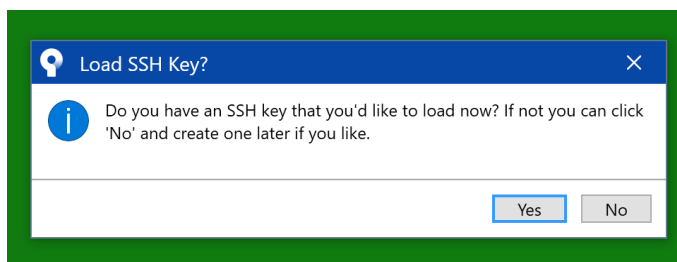 Load SSH Key?
Do you have an SSH key that you'd like to load now? If not you can click
'No' and create one later if you like.
Yes No